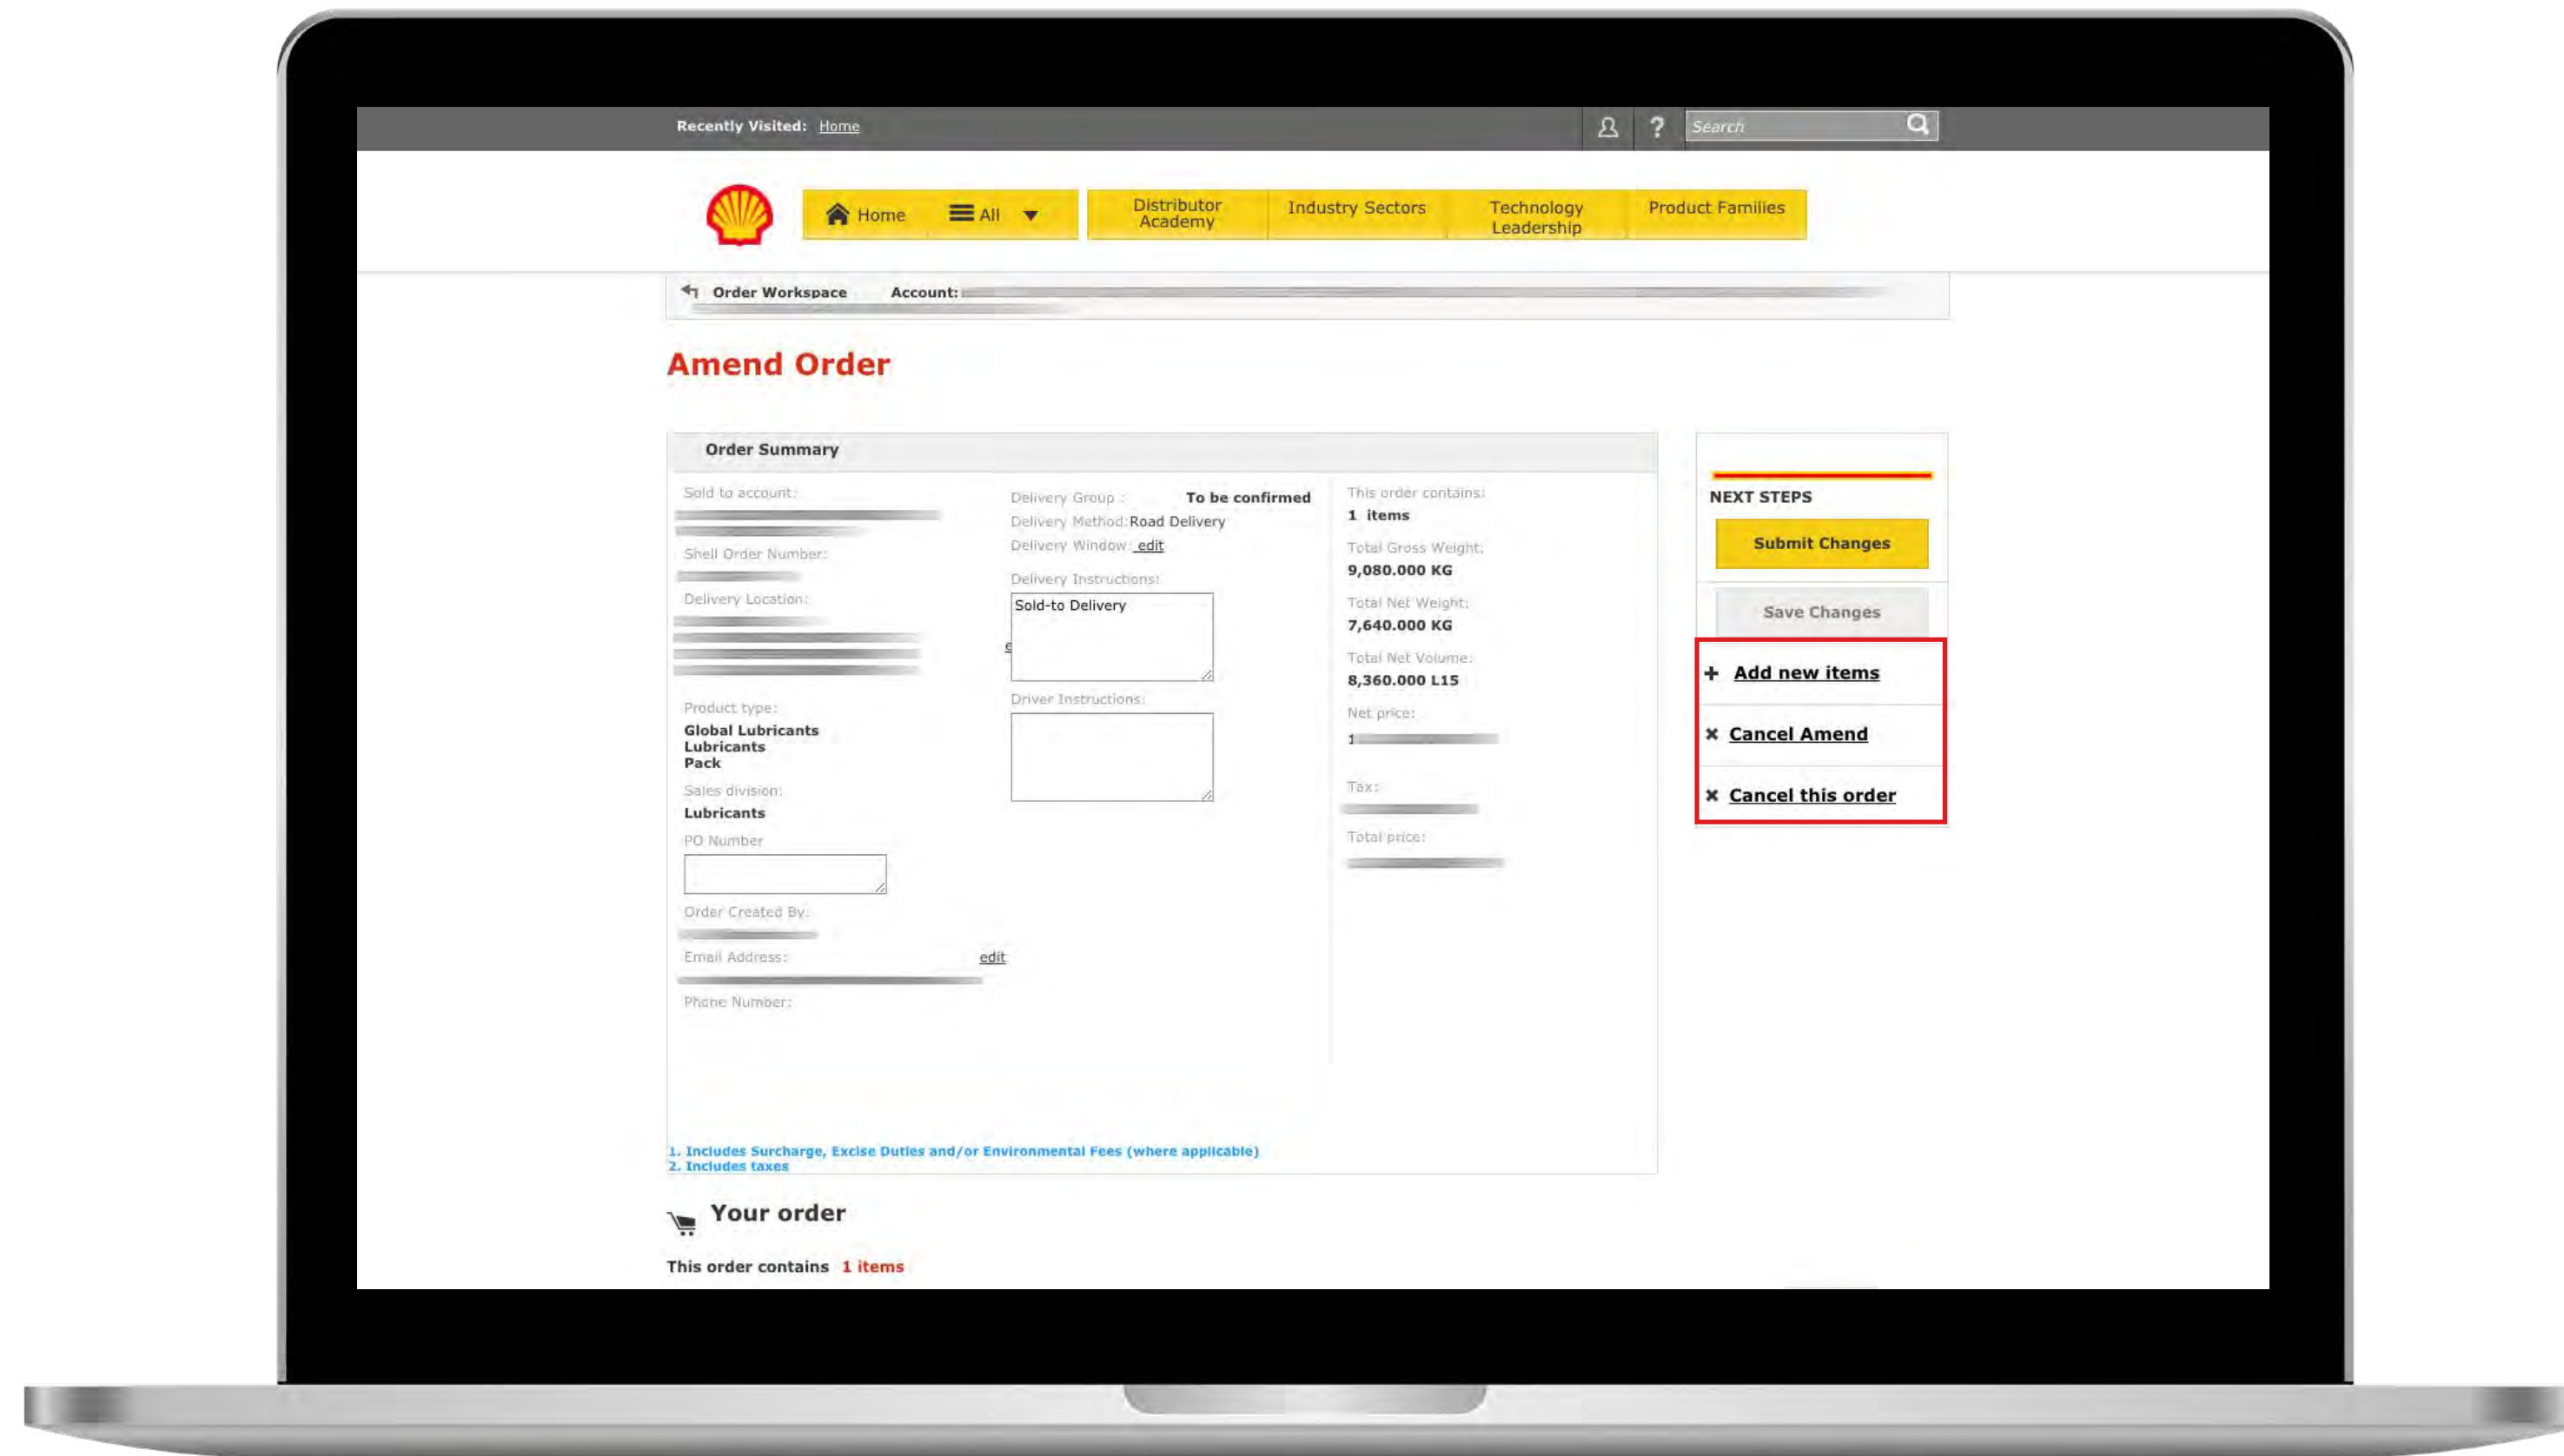 Recently Visited: Home
? Search
Home All
Distributor Academy
Industry Sectors
Technology Leadership
Product Families
Order Workspace Account:
Amend Order
Order Summary
Sold to account:
Shell Order Number:
Delivery Location:
Product type:
Global Lubricants
Lubricants
Pack
Sales division:
Lubricants
PO Number
Order Created By:
Email Address: edit
Phone Number:
Delivery Group : To be confirmed
Delivery Method: Road Delivery
Delivery Window: edit
Delivery Instructions:
Sold-to Delivery
Driver Instructions:
This order contains:
1 items
Total Gross Weight:
9,080.000 KG
Total Net Weight:
7,640.000 KG
Total Net Volume:
8,360.000 L15
Net price:
1
Tax:
Total price:
NEXT STEPS
Submit Changes
Save Changes
+ Add new items
× Cancel Amend
× Cancel this order
1. Includes Surcharge, Excise Duties and/or Environmental Fees (where applicable)
2. Includes taxes
Your order
This order contains 1 items